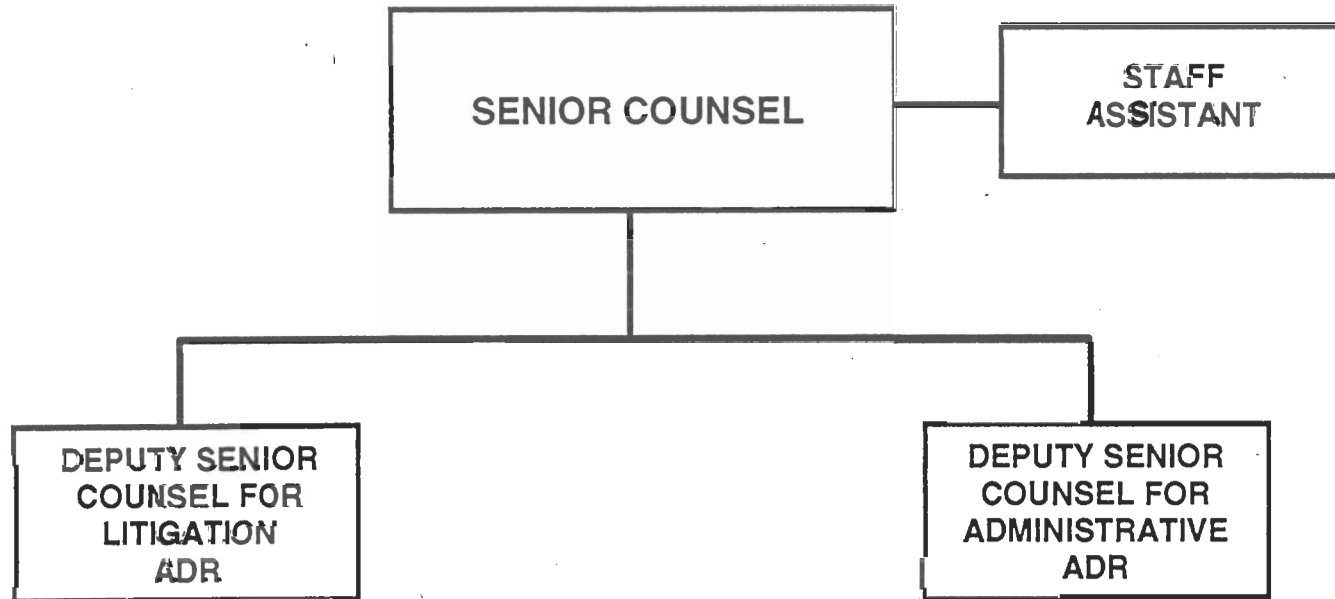 SENIOR COUNSEL
STAFF
ASSISTANT
DEPUTY SENIOR
COUNSEL FOR
LITIGATION
ADR
DEPUTY SENIOR
COUNSEL FOR
ADMINISTRATIVE
ADR